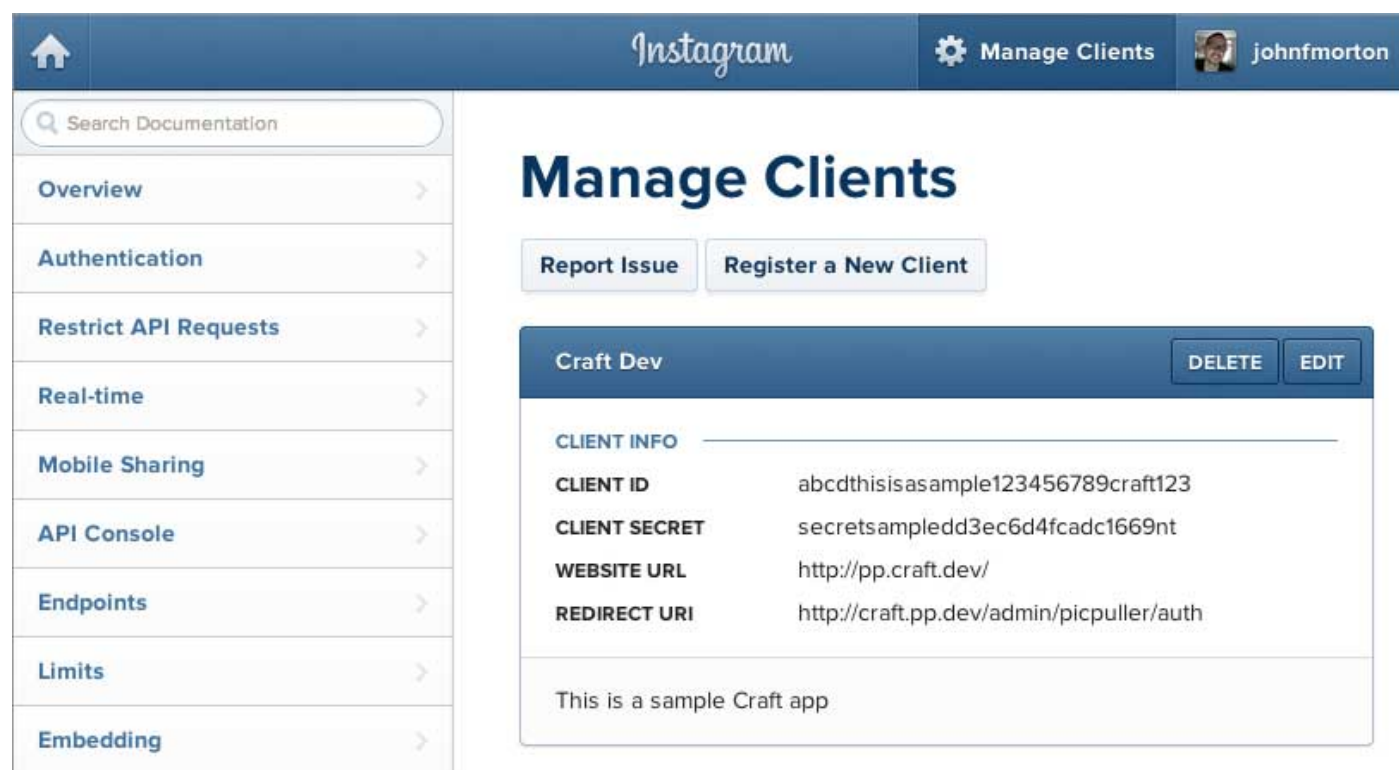 Instagram
Manage Clients
johnfmorton
Search Documentation
Overview
Authentication
Restrict API Requests
Real-time
Mobile Sharing
API Console
Endpoints
Limits
Embedding
Manage Clients
Report Issue
Register a New Client
Craft Dev
DELETE
EDIT
CLIENT INFO
CLIENT ID abcdthisisasample123456789craft123
CLIENT SECRET secretsampledd3ec6d4fcadc1669nt
WEBSITE URL http://pp.craft.dev/
REDIRECT URI http://craft.pp.dev/admin/picpuller/auth
This is a sample Craft app